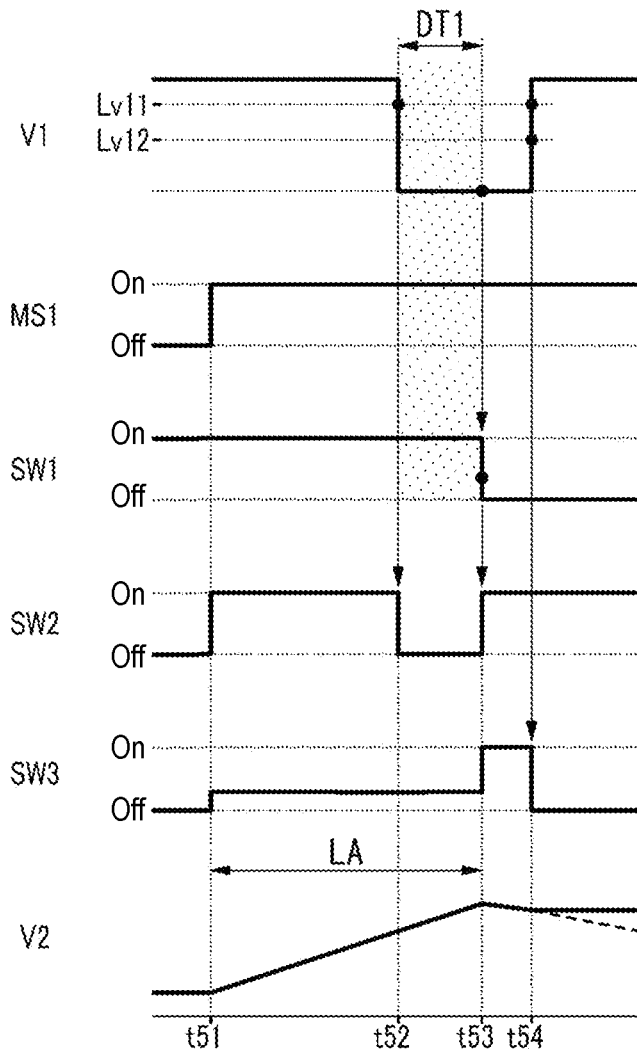 DT1
V1
Lv11
Lv12
MS1
On
Off
SW1
On
Off
SW2
On
Off
SW3
On
Off
LA
V2
t51 t52 t53 t54